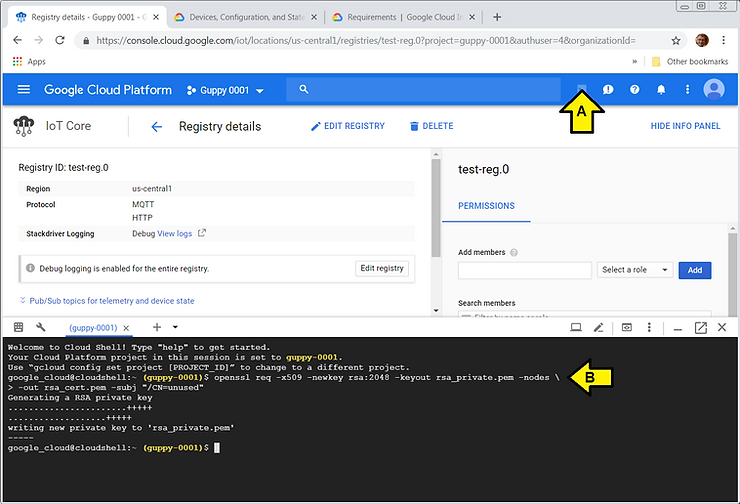 Registry details - Guppy 0001 - G
Devices, Configuration, and State
Requirements | Google Cloud In
https://console.cloud.google.com/iot/locations/us-central1/registries/test-reg.0?project=guppy-0001&authuser=4&organizationId=
Apps
» Other bookmarks
Google Cloud Platform
Guppy 0001
A
IoT Core
Registry details
EDIT REGISTRY
DELETE
HIDE INFO PANEL
Registry ID: test-reg.0
Region us-central1
Protocol MQTT
HTTP
Stackdriver Logging Debug View logs
Debug logging is enabled for the entire registry.
Edit registry
Pub/Sub topics for telemetry and device state
test-reg.0
PERMISSIONS
Add members
Select a role
Add
Search members
Filter by name or role
(guppy-0001)
Welcome to Cloud Shell! Type "help" to get started.
Your Cloud Platform project in this session is set to guppy-0001.
Use “gcloud config set project [PROJECT_ID]” to change to a different project.
google_cloud@cloudshell:~ (guppy-0001)$ openssl req -x509 -newkey rsa:2048 -keyout rsa_private.pem -nodes \
> -out rsa_cert.pem -subj "/CN=unused"
B
Generating a RSA private key
.......................+++++
...................+++++
writing new private key to 'rsa_private.pem'
-----
google_cloud@cloudshell:~ (guppy-0001)$